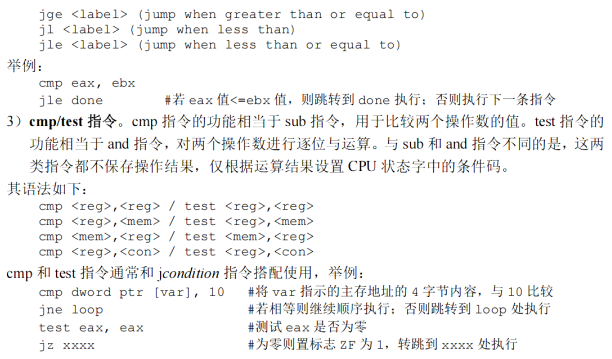 jge <label> (jump when greater than or equal to)
jl <label> (jump when less than)
jle <label> (jump when less than or equal to)
举例：
cmp eax, ebx
jle done #若 eax 值<=ebx 值，则跳转到 done 执行；否则执行下一条指令
3）cmp/test 指令。cmp 指令的功能相当于 sub 指令，用于比较两个操作数的值。test 指令的
功能相当于 and 指令，对两个操作数进行逐位与运算。与 sub 和 and 指令不同的是，这两
类指令都不保存操作结果，仅根据运算结果设置 CPU 状态字中的条件码。
其语法如下：
cmp <reg>,<reg> / test <reg>,<reg>
cmp <reg>,<mem> / test <reg>,<mem>
cmp <mem>,<reg> / test <mem>,<reg>
cmp <reg>,<con> / test <reg>,<con>
cmp 和 test 指令通常和 jcondition 指令搭配使用，举例：
cmp dword ptr [var], 10 #将 var 指示的主存地址的 4 字节内容，与 10 比较
jne loop #若相等则继续顺序执行；否则跳转到 loop 处执行
test eax, eax #测试 eax 是否为零
jz xxxx #为零则置标志 ZF 为 1，转跳到 xxxx 处执行